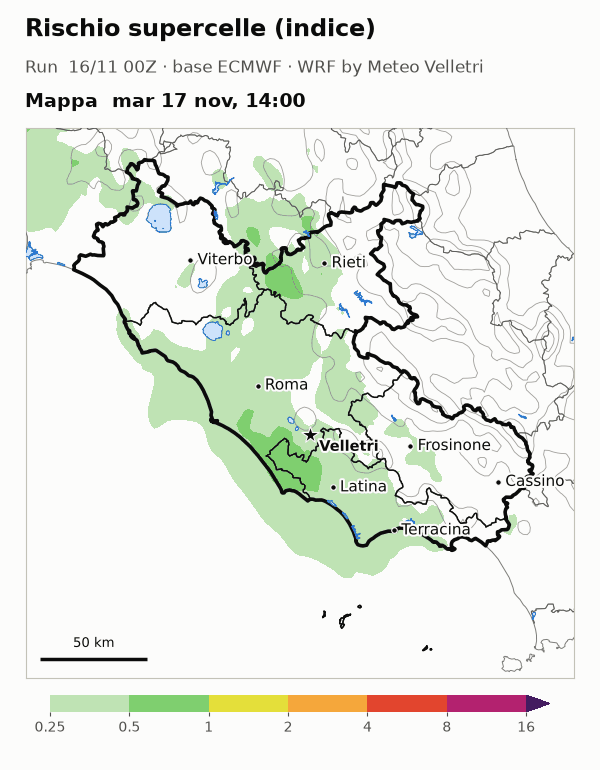 Rischio supercelle (indice)
Run  16/11 00Z · base ECMWF · WRF by Meteo Velletri
Mappa  mar 17 nov, 14:00
Viterbo
Rieti
Roma
Velletri
Frosinone
Cassino
Latina
Terracina
50 km
0.25 0.5 1 2 4 8 16